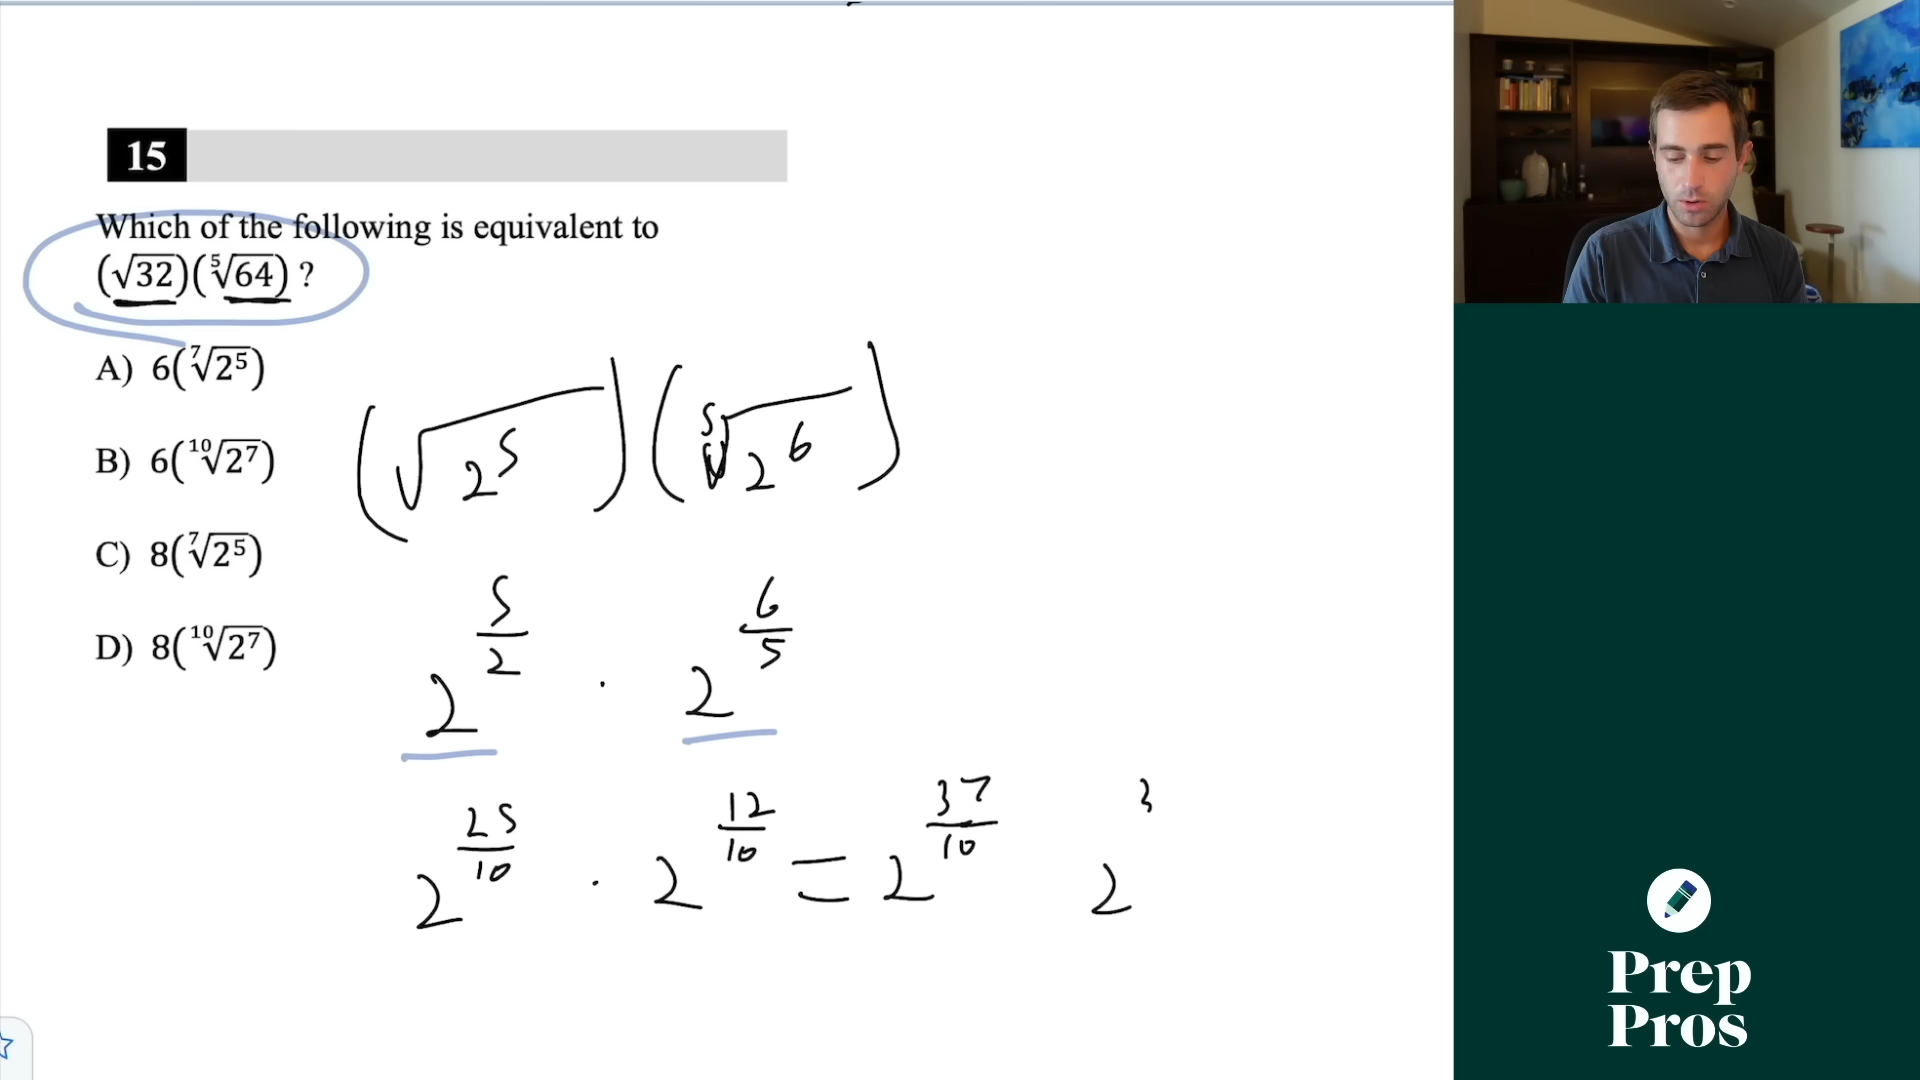 15
Which of the following is equivalent to
(√32)(⁵√64) ?
A) 6(⁷√2⁵)
B) 6(¹⁰√2⁷)
C) 8(⁷√2⁵)
D) 8(¹⁰√2⁷)
(√2⁵)(⁵√2⁶)
2^(5/2) · 2^(6/5)
2^(25/10) · 2^(12/10) = 2^(37/10) 2³
Prep
Pros